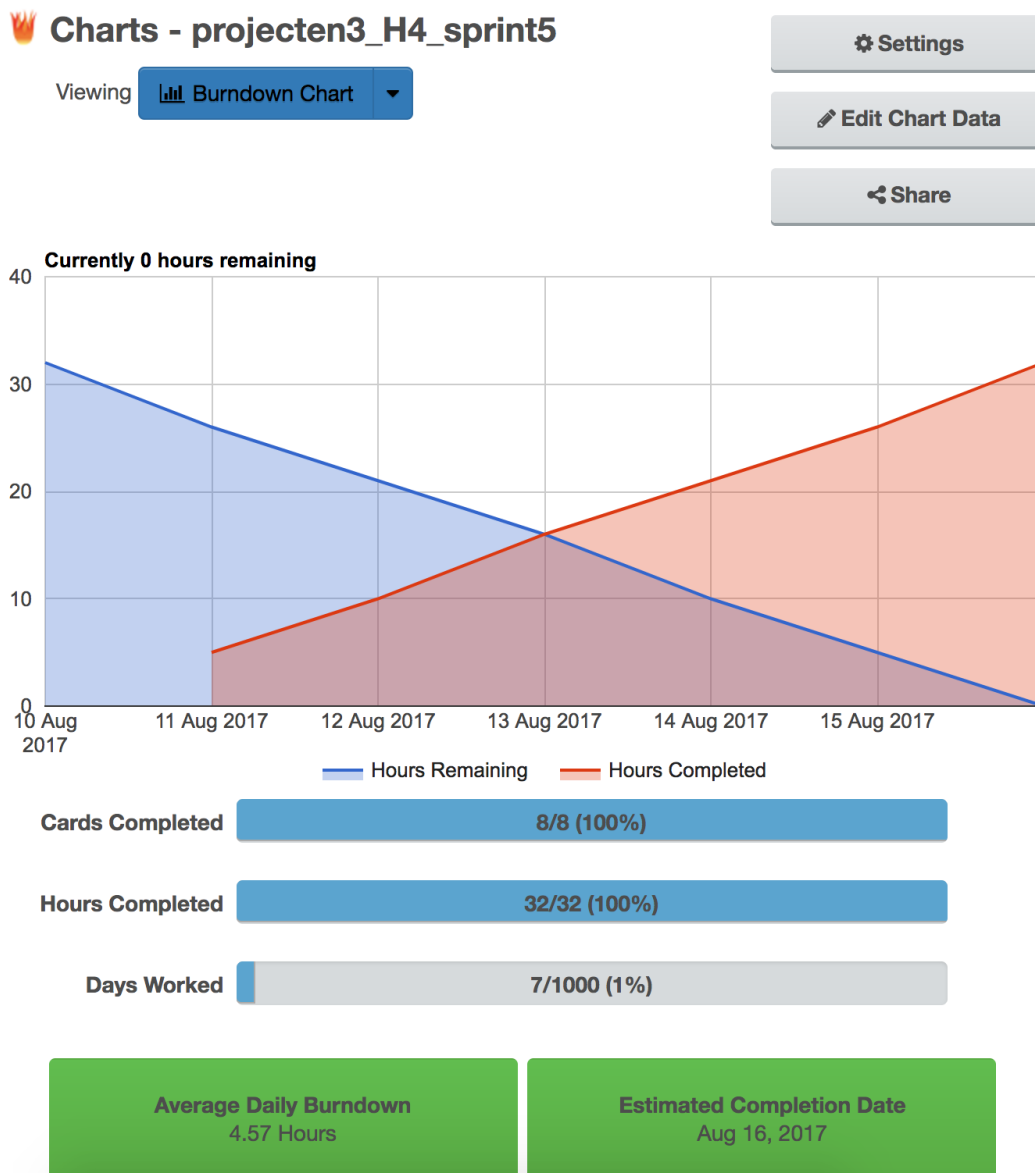 Charts - projecten3_H4_sprint5
Settings
Viewing Burndown Chart
Edit Chart Data
Share
Currently 0 hours remaining
40
30
20
10
0
10 Aug 2017
11 Aug 2017
12 Aug 2017
13 Aug 2017
14 Aug 2017
15 Aug 2017
Hours Remaining
Hours Completed
Cards Completed 8/8 (100%)
Hours Completed 32/32 (100%)
Days Worked 7/1000 (1%)
Average Daily Burndown
4.57 Hours
Estimated Completion Date
Aug 16, 2017